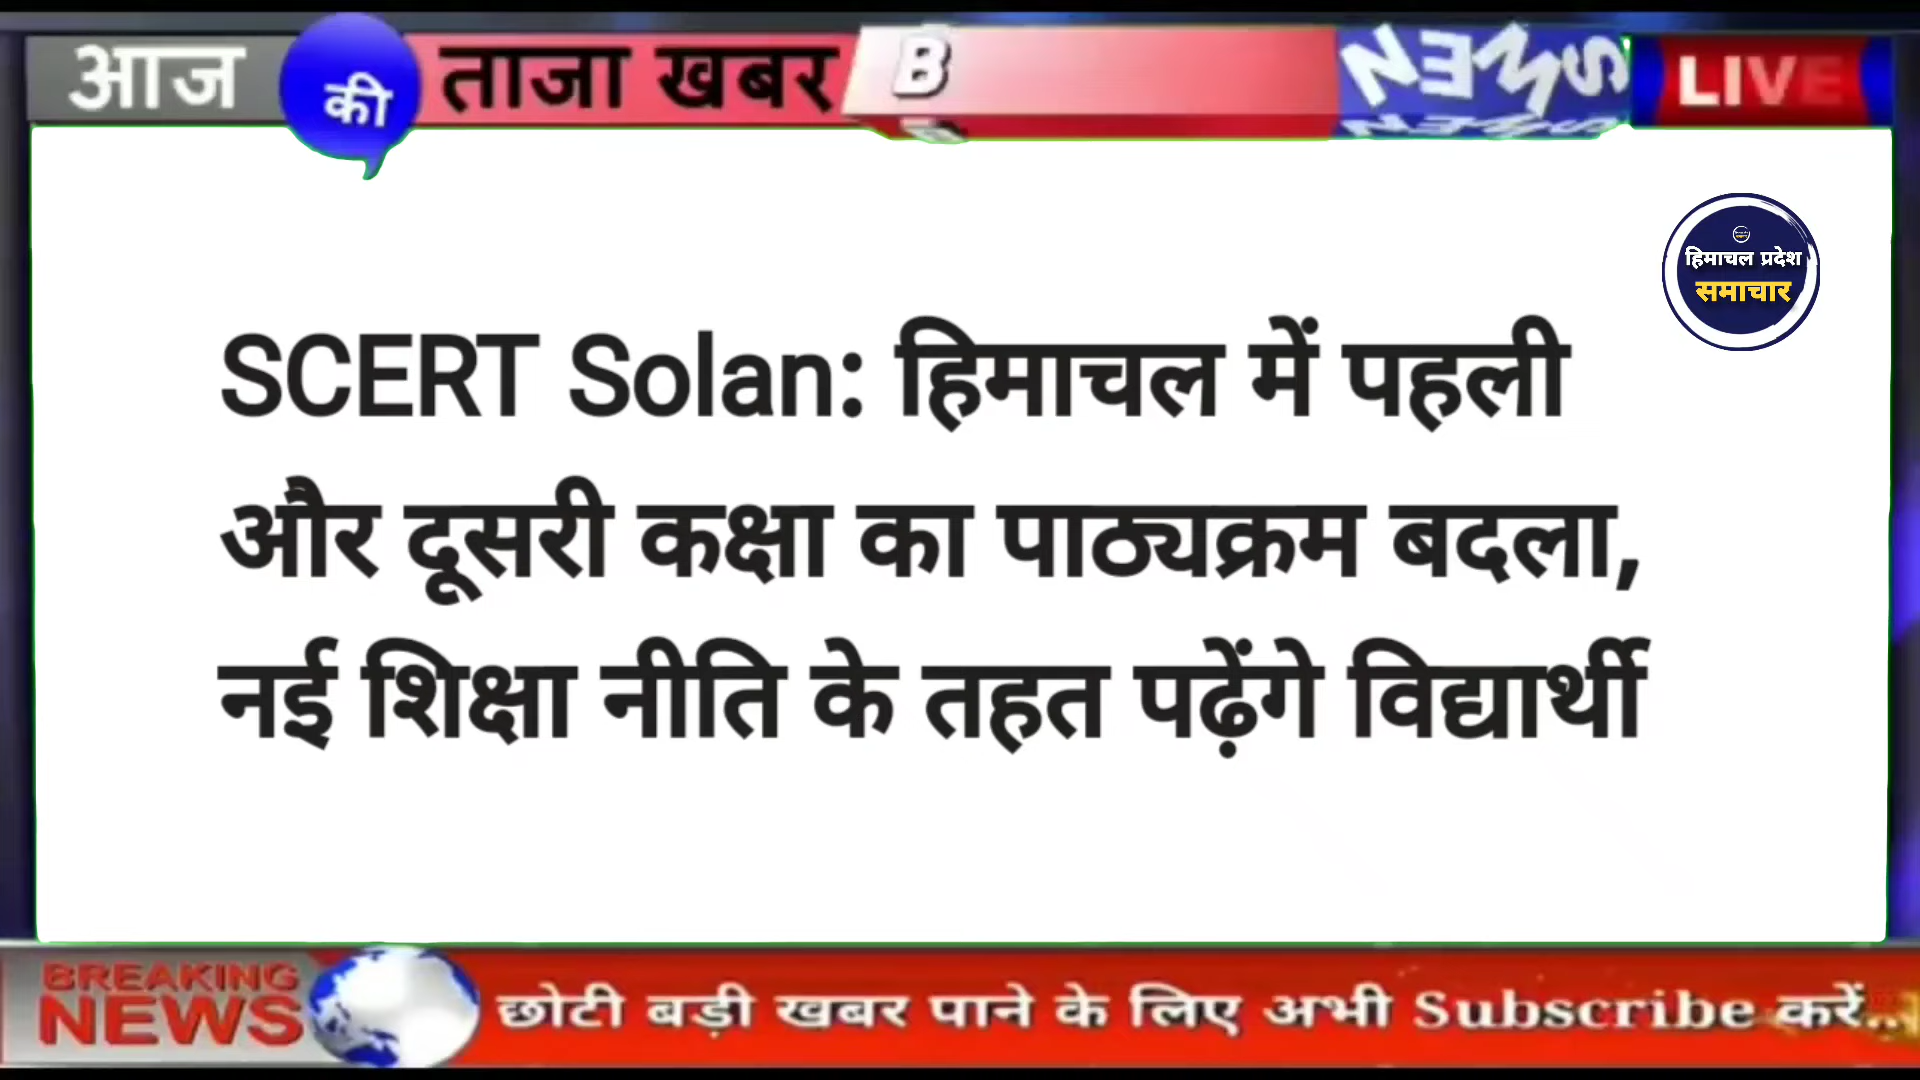 आज की ताजा खबर B NEWS LIVE
हिमाचल प्रदेश
समाचार
SCERT Solan: हिमाचल में पहली
और दूसरी कक्षा का पाठ्यक्रम बदला,
नई शिक्षा नीति के तहत पढ़ेंगे विद्यार्थी
BREAKING
NEWS
छोटी बड़ी खबर पाने के लिए अभी Subscribe करें...